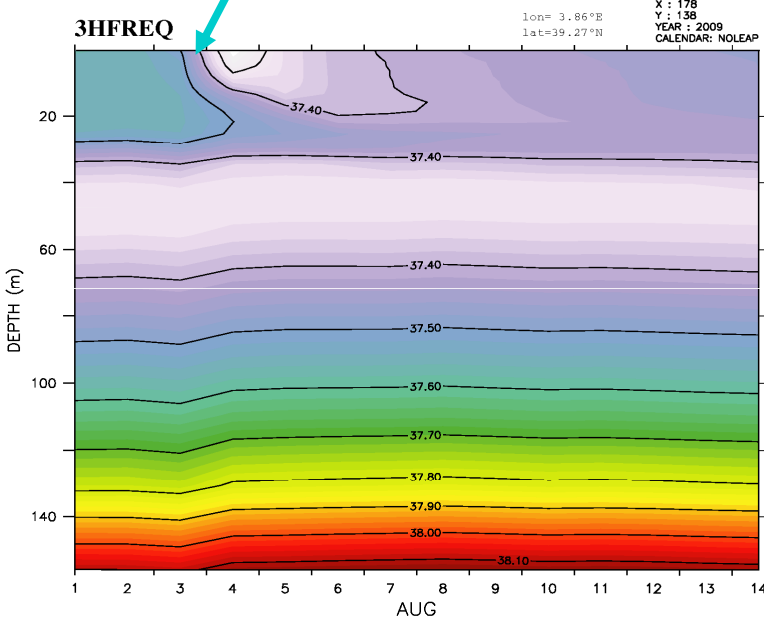 3HFREQ
lon= 3.86°E
lat=39.27°N
X : 178
Y : 138
YEAR : 2009
CALENDAR: NOLEAP
20
60
100
140
DEPTH (m)
37.40
37.40
37.40
37.50
37.60
37.70
37.80
37.90
38.00
38.10
1 2 3 4 5 6 7 8 9 10 11 12 13 14
AUG